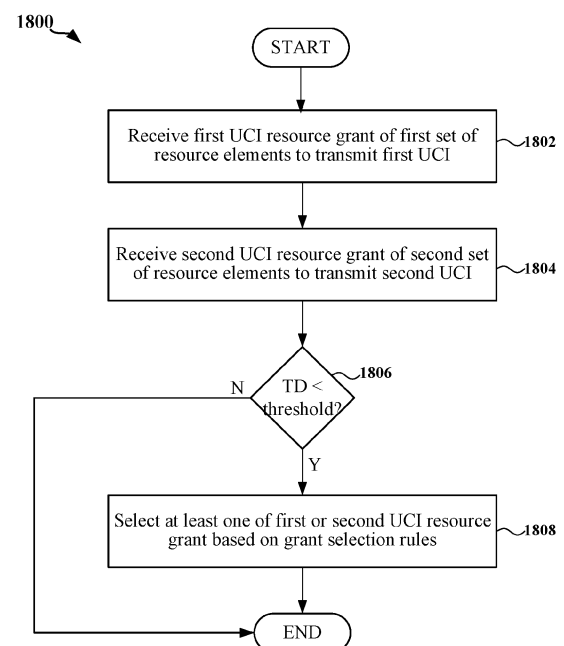 1800
START
Receive first UCI resource grant of first set of
resource elements to transmit first UCI
1802
Receive second UCI resource grant of second set
of resource elements to transmit second UCI
1804
1806
N
TD <
threshold?
Y
Select at least one of first or second UCI resource
grant based on grant selection rules
1808
END